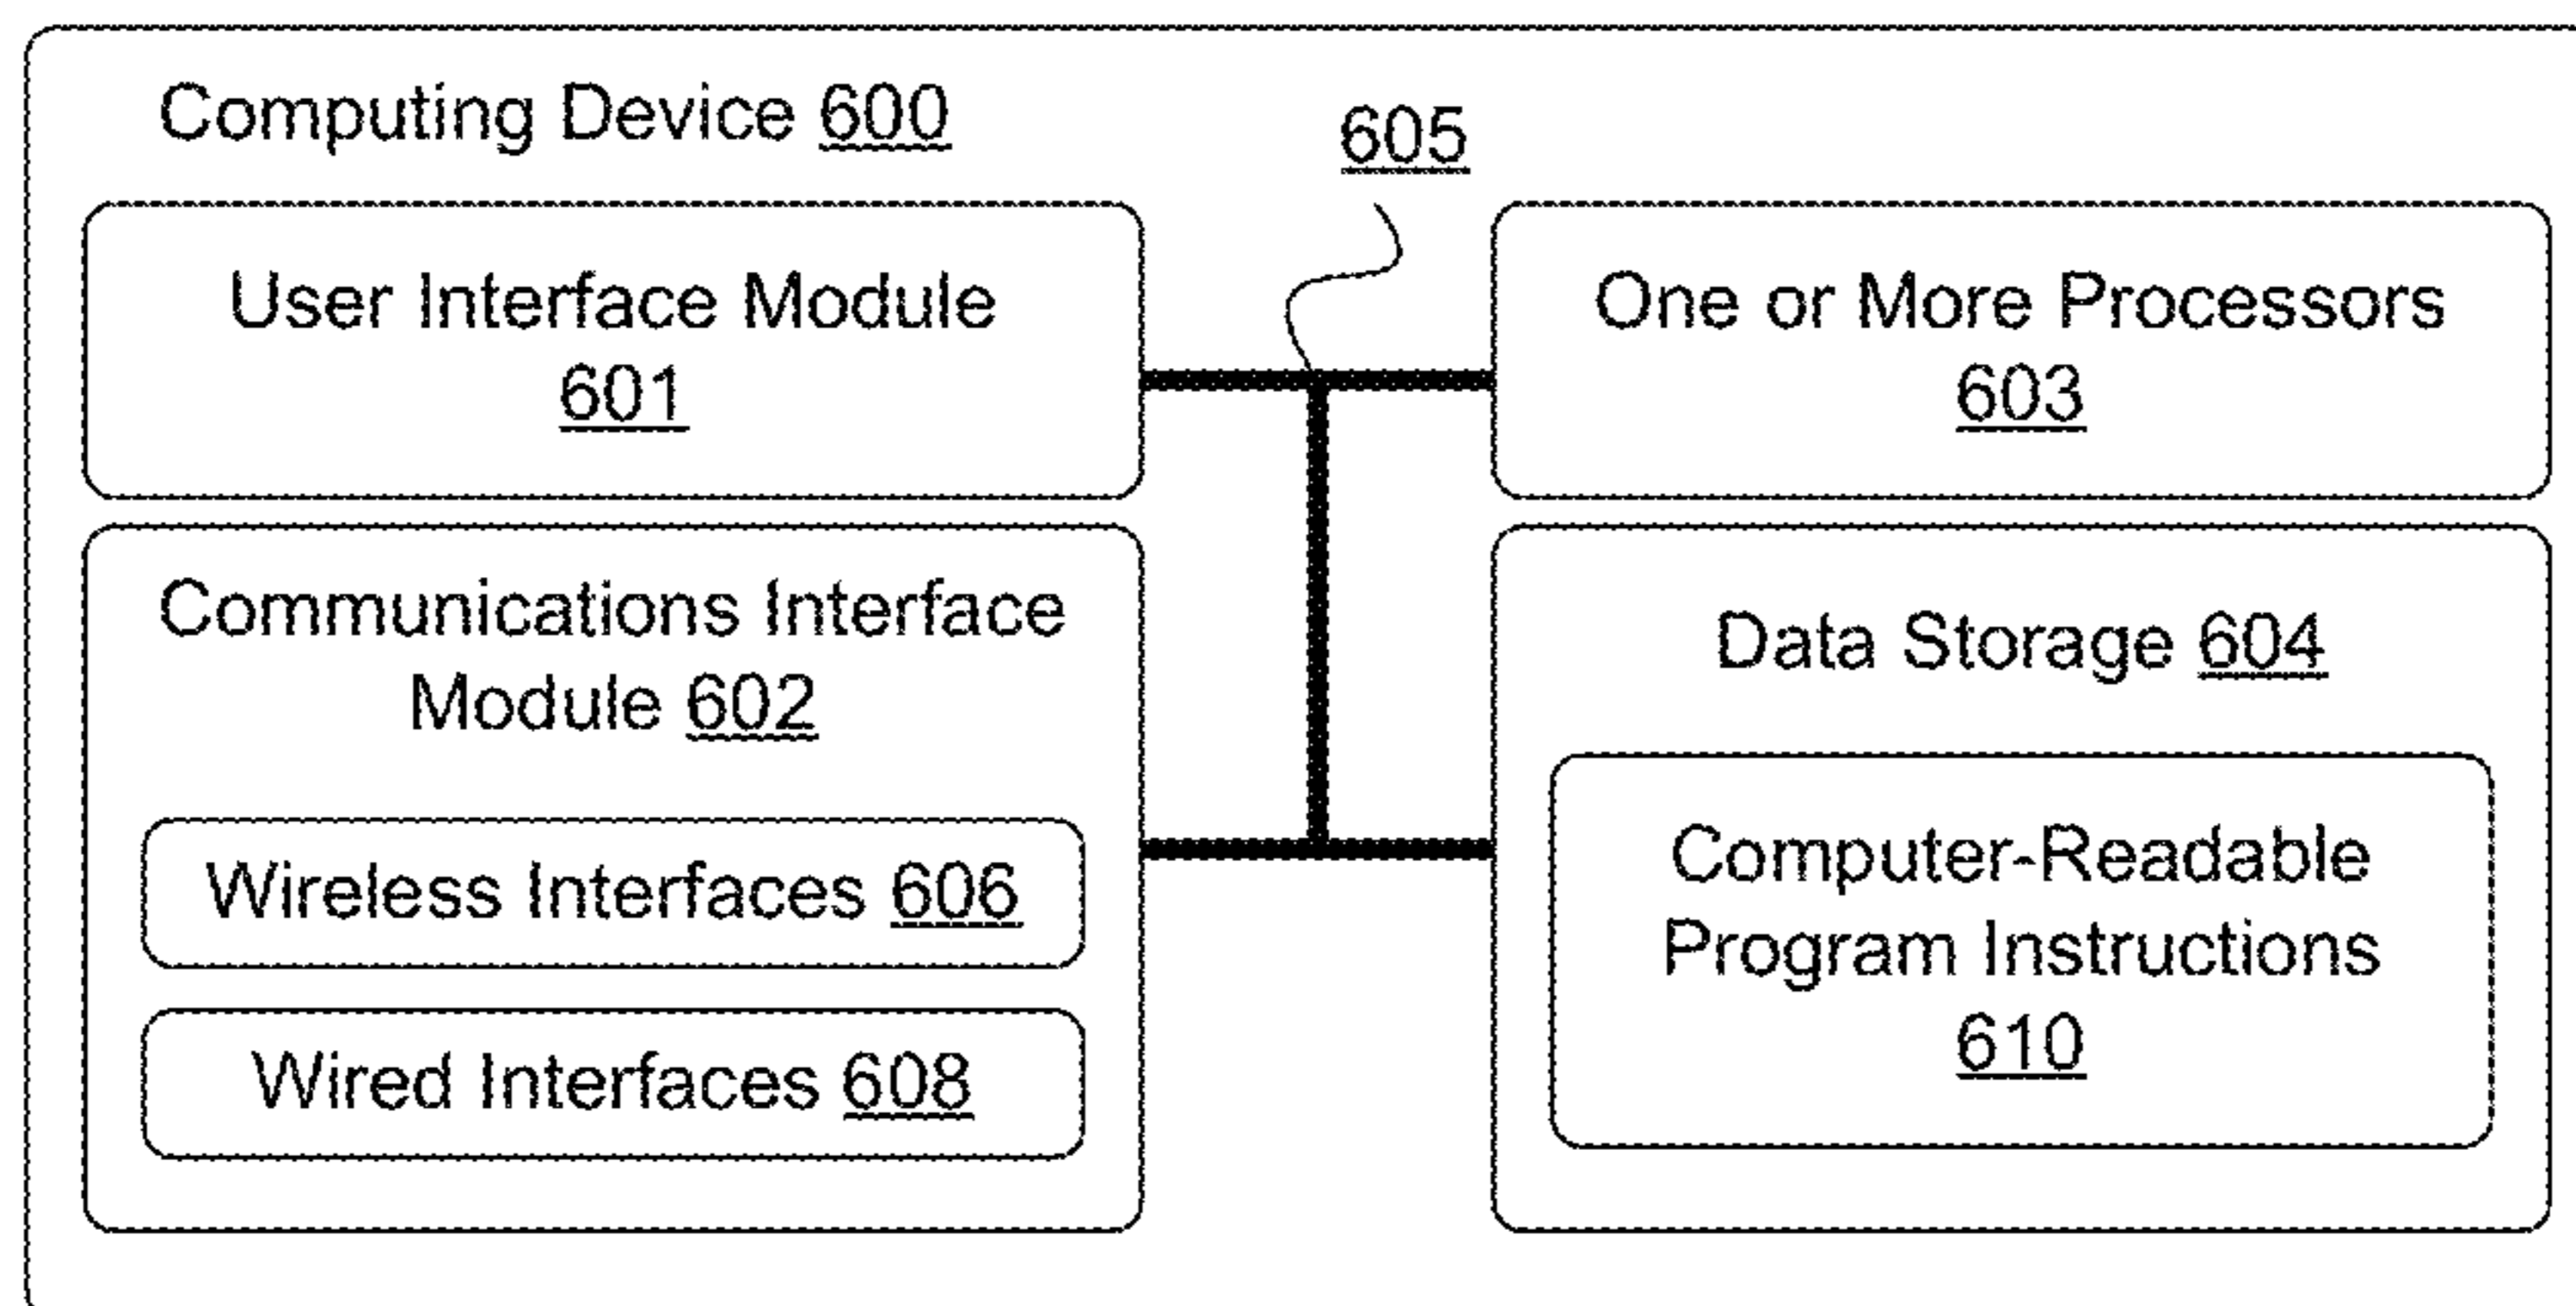 Computing Device 600
605
User Interface Module
601
One or More Processors
603
Communications Interface
Module 602
Wireless Interfaces 606
Wired Interfaces 608
Data Storage 604
Computer-Readable
Program Instructions
610